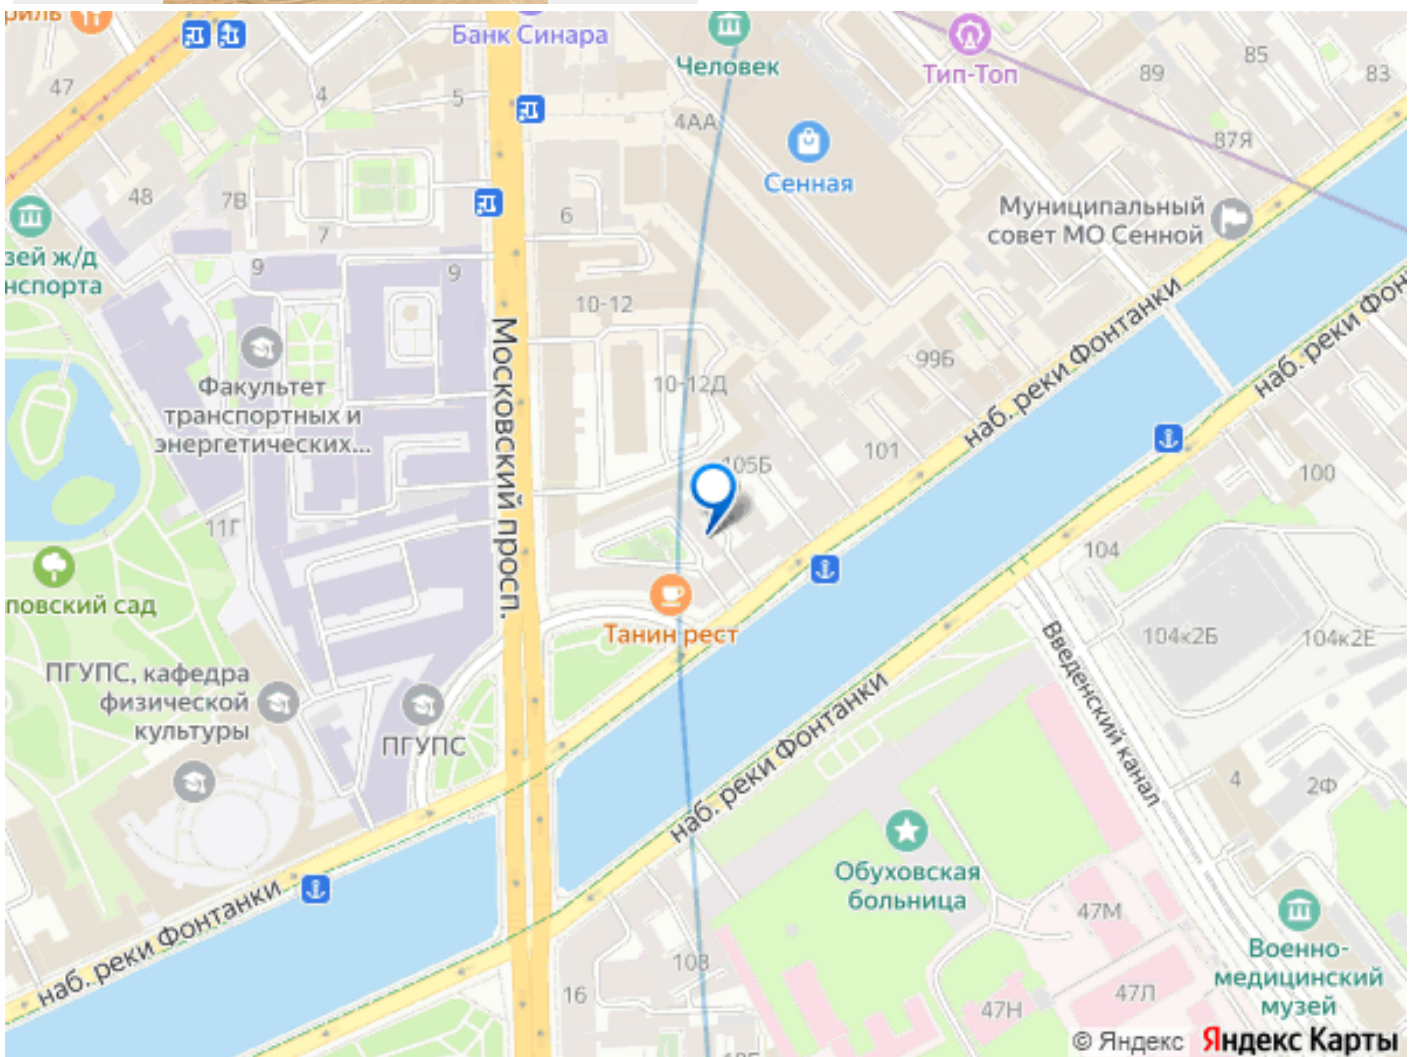 Банк Синара
Человек
Тип-Топ
85
89
83
47
4
5
4АА
87Я
Сенная
48
7В
6
Муниципальный
совет МО Сенной
7
зей ж/д
нспорта
9
9
10-12
наб. реки Фонтанки
наб. реки Фон
Московский просп.
99Б
Факультет
транспортных и
энергетических...
10-12Д
101
105Б
100
11Г
104
повский сад
Танин рест
104к2Б
104к2Е
Введенский канал
ПГУПС, кафедра
физической
культуры
ПГУПС
наб. реки Фонтанки
4
2Ф
Обуховская
больница
наб. реки Фонтанки
47М
Военно-
медицинский
музей
108
16
47Н
47Л
© Яндекс Яндекс Карты